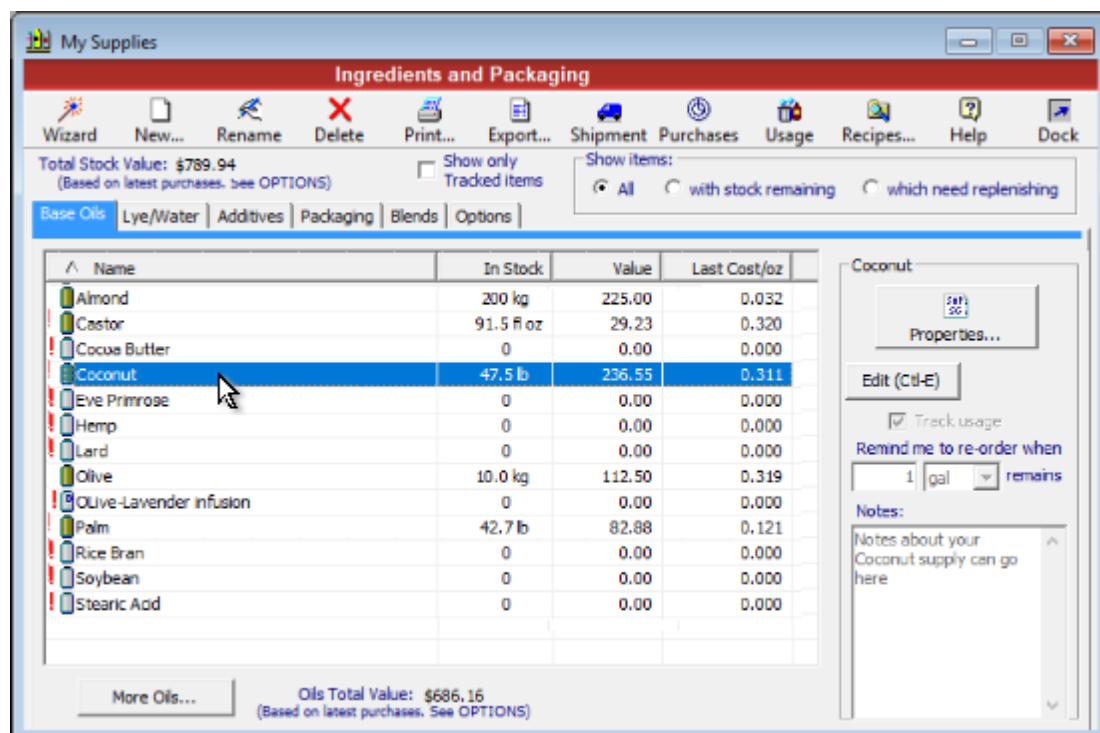 My Supplies
Ingredients and Packaging
Wizard New... Rename Delete Print... Export... Shipment Purchases Usage Recipes... Help Dock
Total Stock Value: $789.94
(Based on latest purchases. See OPTIONS)
Show only
Tracked items
Show items:
All with stock remaining which need replenishing
Base Oils Lye/Water Additives Packaging Blends Options
Name In Stock Value Last Cost/oz
Almond 200 kg 225.00 0.032
Castor 91.5 fl oz 29.23 0.320
Cocoa Butter 0 0.00 0.000
Coconut 47.5 lb 236.55 0.311
Eve Primrose 0 0.00 0.000
Hemp 0 0.00 0.000
Lard 0 0.00 0.000
Olive 10.0 kg 112.50 0.319
OLive-Lavender infusion 0 0.00 0.000
Palm 42.7 lb 82.88 0.121
Rice Bran 0 0.00 0.000
Soybean 0 0.00 0.000
Stearic Acid 0 0.00 0.000
More Oils...
Oils Total Value: $686.16
(Based on latest purchases. See OPTIONS)
Coconut
Properties...
Edit (Ctl-E)
Track usage
Remind me to re-order when
1 gal remains
Notes:
Notes about your
Coconut supply can go
here